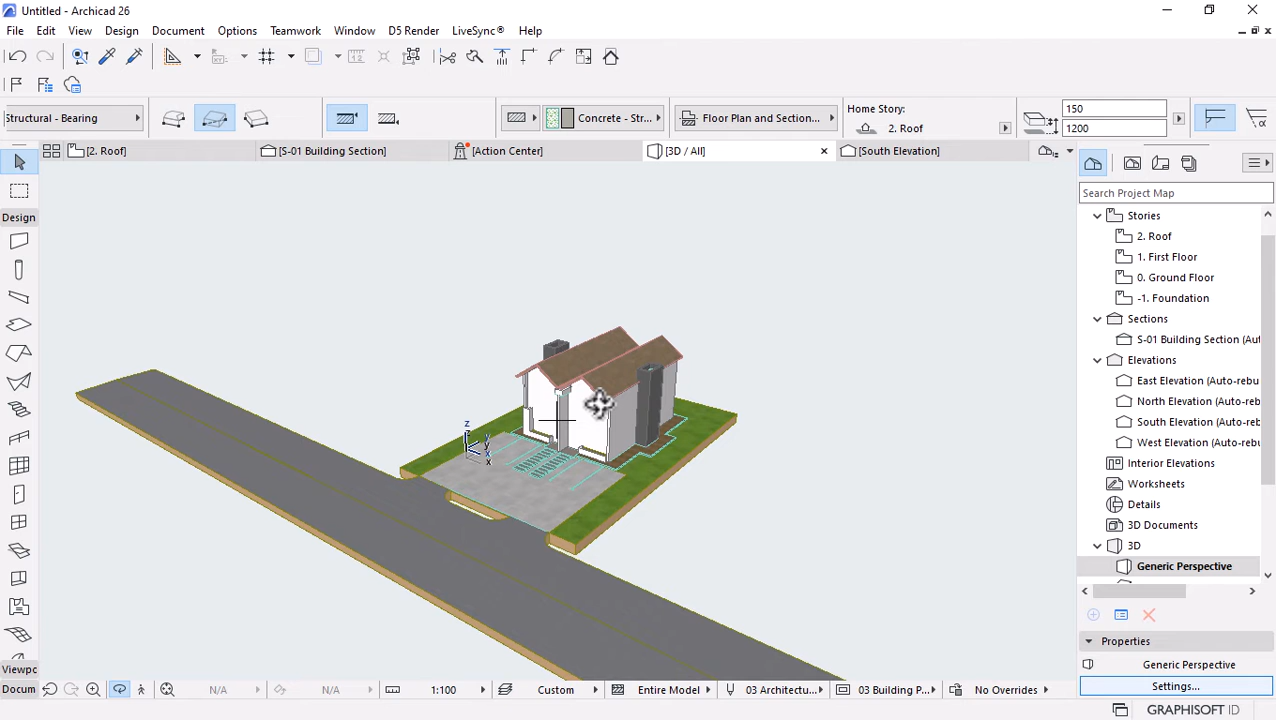 Untitled - Archicad 26
File Edit View Design Document Options Teamwork Window D5 Render LiveSync® Help
Structural - Bearing
Concrete - Str...
Floor Plan and Section...
Home Story:
2. Roof
150
1200
[2. Roof]
[S-01 Building Section]
[Action Center]
[3D / All]
[South Elevation]
Design
Search Project Map
Stories
2. Roof
1. First Floor
0. Ground Floor
-1. Foundation
Sections
S-01 Building Section (Auto-
Elevations
East Elevation (Auto-rebu
North Elevation (Auto-reb
South Elevation (Auto-reb
West Elevation (Auto-rebu
Interior Elevations
Worksheets
Details
3D Documents
3D
Generic Perspective
Properties
Generic Perspective
Settings...
z
y
x
Viewpc
Docum
N/A
N/A
1:100
Custom
Entire Model
03 Architectu...
03 Building P...
No Overrides
GRAPHISOFT ID